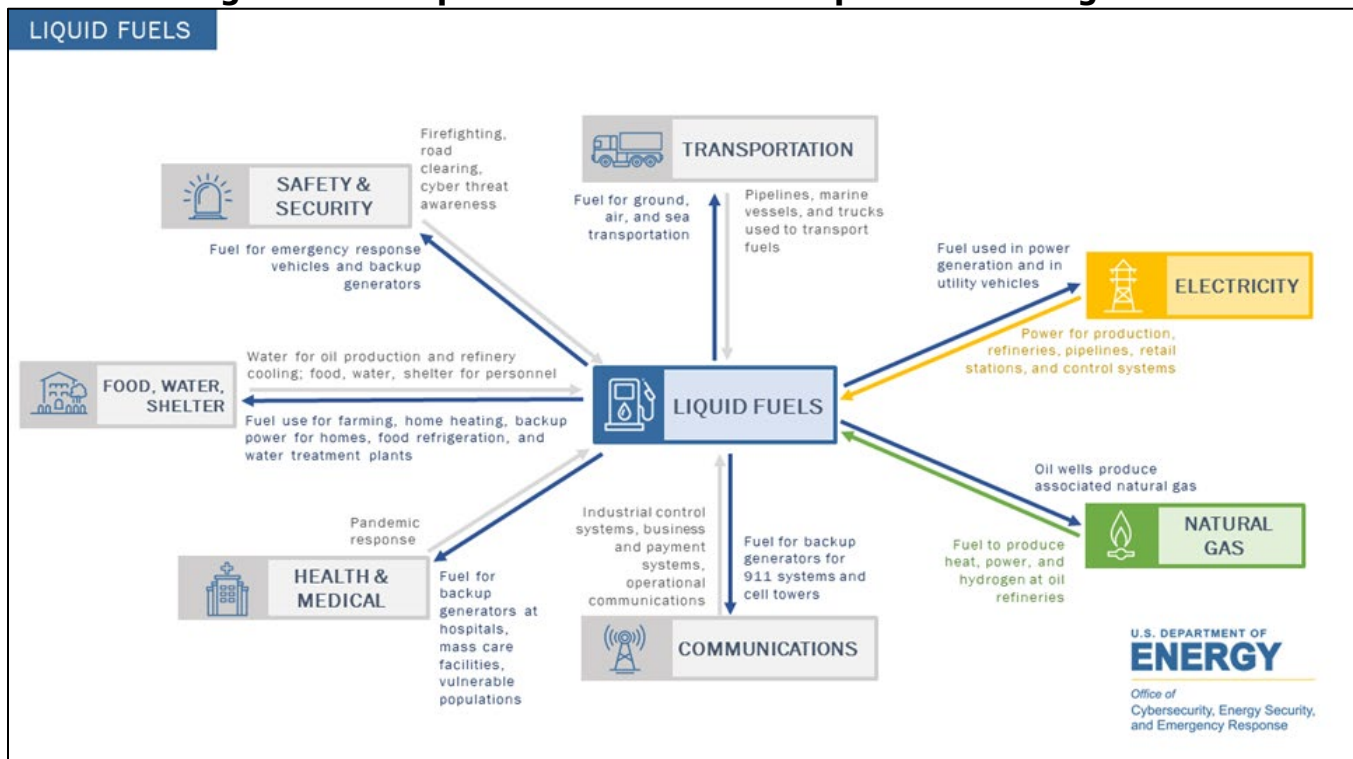 LIQUID FUELS
Firefighting,
road
clearing,
cyber threat
awareness
SAFETY &
SECURITY
Fuel for emergency response
vehicles and backup
generators
TRANSPORTATION
Fuel for ground,
air, and sea
transportation
Pipelines, marine
vessels, and trucks
used to transport
fuels
Fuel used in power
generation and in
utility vehicles
ELECTRICITY
Power for production,
refineries, pipelines, retail
stations, and control systems
Water for oil production and refinery
cooling; food, water, shelter for personnel
FOOD, WATER,
SHELTER
Fuel use for farming, home heating, backup
power for homes, food refrigeration, and
water treatment plants
LIQUID FUELS
Oil wells produce
associated natural gas
NATURAL
GAS
Fuel to produce
heat, power, and
hydrogen at oil
refineries
Pandemic
response
HEALTH &
MEDICAL
Fuel for
backup
generators at
hospitals,
mass care
facilities,
vulnerable
populations
Industrial control
systems, business
and payment
systems,
operational
communications
Fuel for backup
generators for
911 systems and
cell towers
COMMUNICATIONS
U.S. DEPARTMENT OF
ENERGY
Office of
Cybersecurity, Energy Security,
and Emergency Response